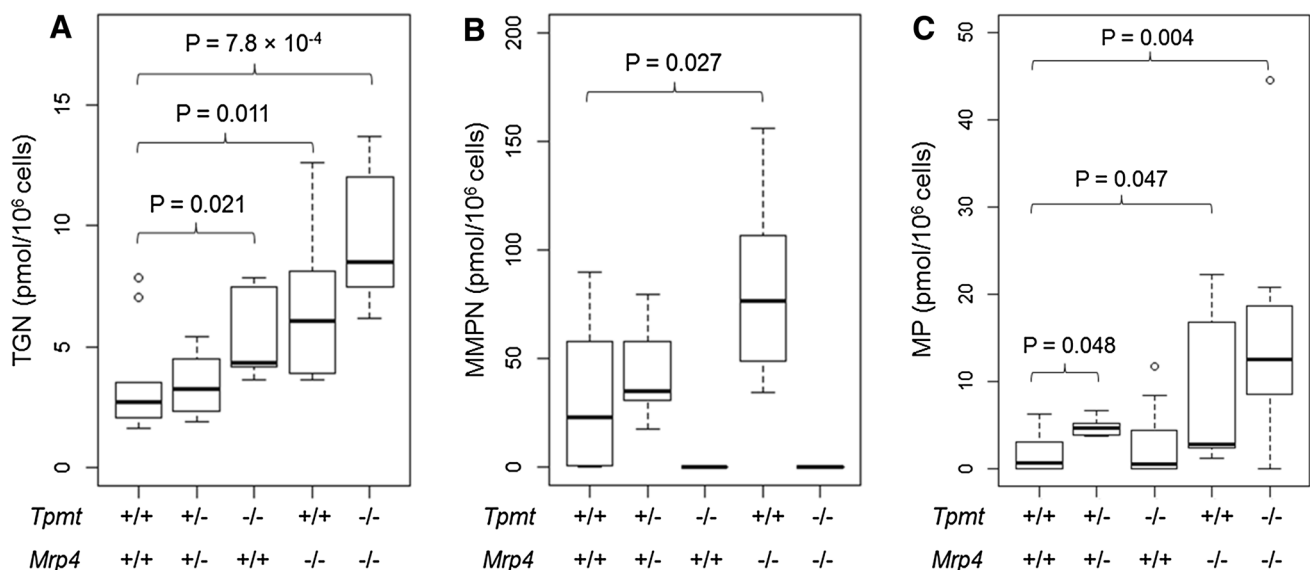 A
P = 7.8 × 10-4
P = 0.011
P = 0.021
TGN (pmol/10⁶ cells)
15
10
5
0
Tpmt +/+ +/- -/- +/+ -/-
Mrp4 +/+ +/- +/+ -/- -/-
B
P = 0.027
MMPN (pmol/10⁶ cells)
200
150
100
50
0
Tpmt +/+ +/- -/- +/+ -/-
Mrp4 +/+ +/- +/+ -/- -/-
C
P = 0.004
P = 0.047
P = 0.048
MP (pmol/10⁶ cells)
50
40
30
20
10
0
Tpmt +/+ +/- -/- +/+ -/-
Mrp4 +/+ +/- +/+ -/- -/-